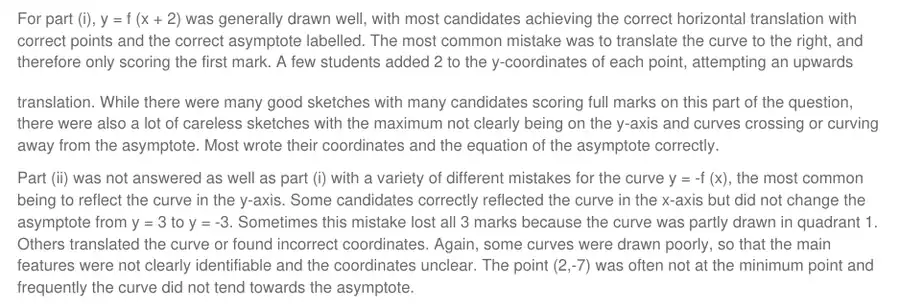 For part (i), y = f (x + 2) was generally drawn well, with most candidates achieving the correct horizontal translation with
correct points and the correct asymptote labelled. The most common mistake was to translate the curve to the right, and
therefore only scoring the first mark. A few students added 2 to the y-coordinates of each point, attempting an upwards
translation. While there were many good sketches with many candidates scoring full marks on this part of the question,
there were also a lot of careless sketches with the maximum not clearly being on the y-axis and curves crossing or curving
away from the asymptote. Most wrote their coordinates and the equation of the asymptote correctly.
Part (ii) was not answered as well as part (i) with a variety of different mistakes for the curve y = -f (x), the most common
being to reflect the curve in the y-axis. Some candidates correctly reflected the curve in the x-axis but did not change the
asymptote from y = 3 to y = -3. Sometimes this mistake lost all 3 marks because the curve was partly drawn in quadrant 1.
Others translated the curve or found incorrect coordinates. Again, some curves were drawn poorly, so that the main
features were not clearly identifiable and the coordinates unclear. The point (2,-7) was often not at the minimum point and
frequently the curve did not tend towards the asymptote.